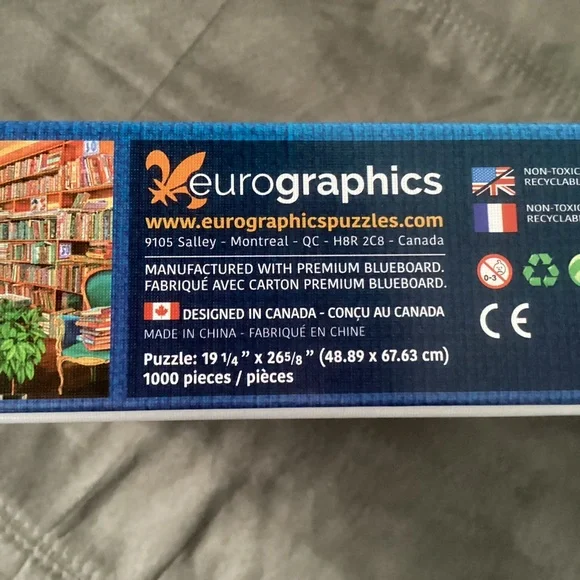 eurographics
www.eurographicspuzzles.com
9105 Salley - Montreal - QC - H8R 2C8 - Canada
MANUFACTURED WITH PREMIUM BLUEBOARD.
FABRIQUÉ AVEC CARTON PREMIUM BLUEBOARD.
DESIGNED IN CANADA - CONÇU AU CANADA
MADE IN CHINA - FABRIQUÉ EN CHINE
Puzzle: 19 1/4" x 26 5/8" (48.89 x 67.63 cm)
1000 pieces / pièces
NON-TOXIC
RECYCLABLE
NON-TOXI
RECYCLABL
0-3
CE